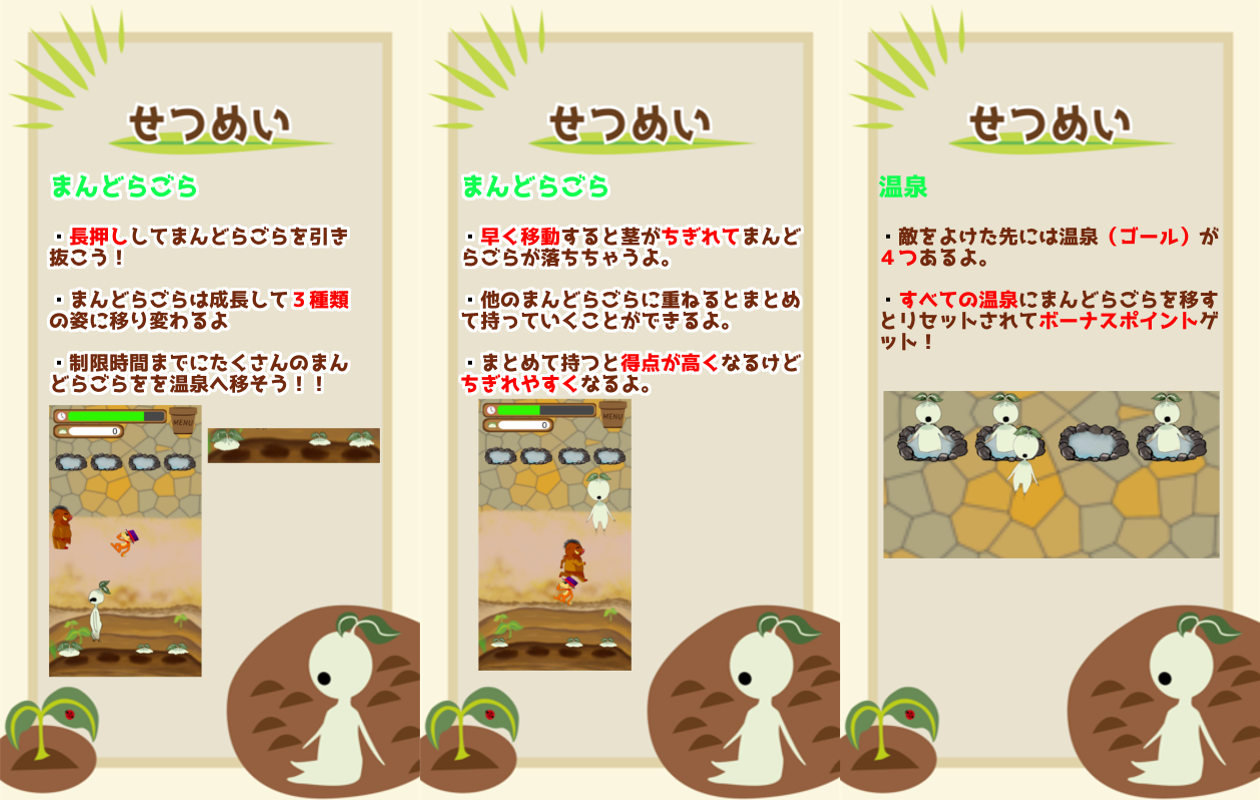 せつめい
まんどらごら
・長押ししてまんどらごらを引き
抜こう！
・まんどらごらは成長して３種類
の姿に移り変わるよ
・制限時間までにたくさんのまん
どらごらをを温泉へ移そう！！
MENU
0
せつめい
まんどらごら
・早く移動すると茎がちぎれてまんど
らごらが落ちちゃうよ。
・他のまんどらごらに重ねるとまとめ
て持っていくことができるよ。
・まとめて持つと得点が高くなるけど
ちぎれやすくなるよ。
MENU
0
せつめい
温泉
・敵をよけた先には温泉（ゴール）が
４つあるよ。
・すべての温泉にまんどらごらを移す
とリセットされてボーナスポイントゲ
ット！